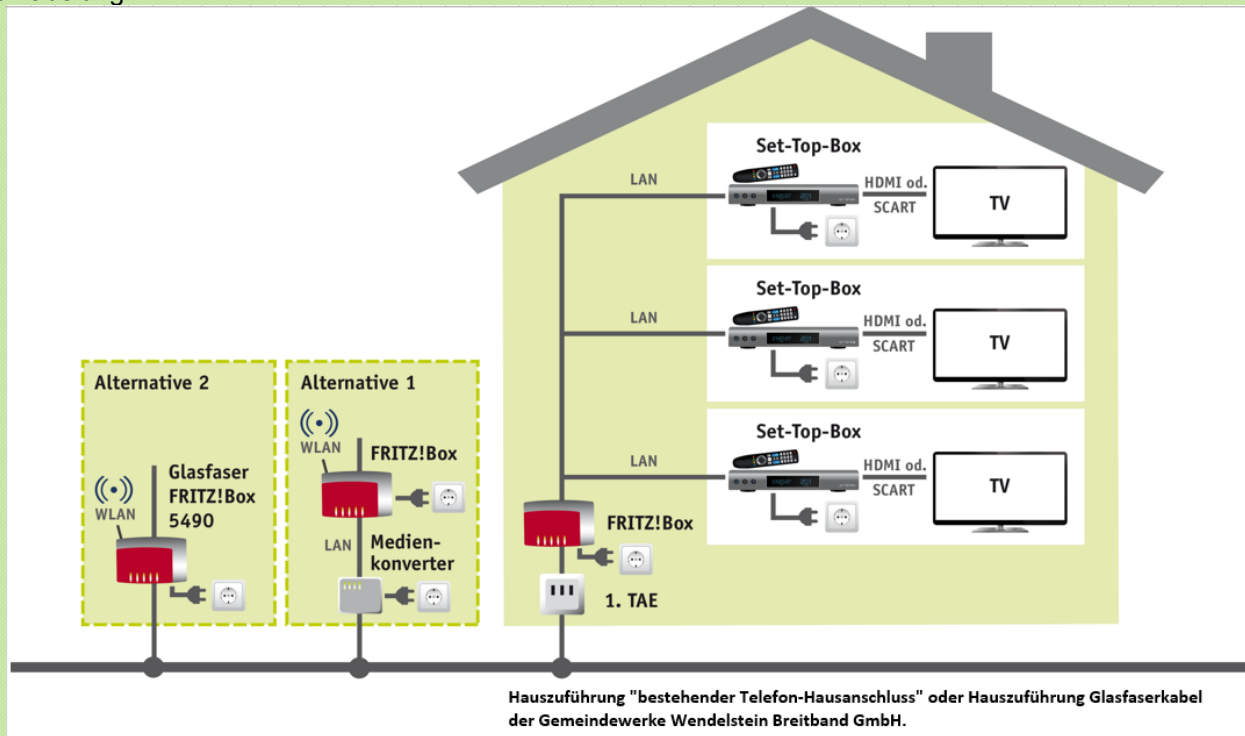 Set-Top-Box
LAN
HDMI od.
SCART
TV
Set-Top-Box
LAN
HDMI od.
SCART
TV
Set-Top-Box
LAN
HDMI od.
SCART
TV
FRITZ!Box
1. TAE
Alternative 2
WLAN
Glasfaser
FRITZ!Box
5490
Alternative 1
WLAN
FRITZ!Box
LAN
Medien-
konverter
Hauszuführung "bestehender Telefon-Hausanschluss" oder Hauszuführung Glasfaserkabel
der Gemeindewerke Wendelstein Breitband GmbH.